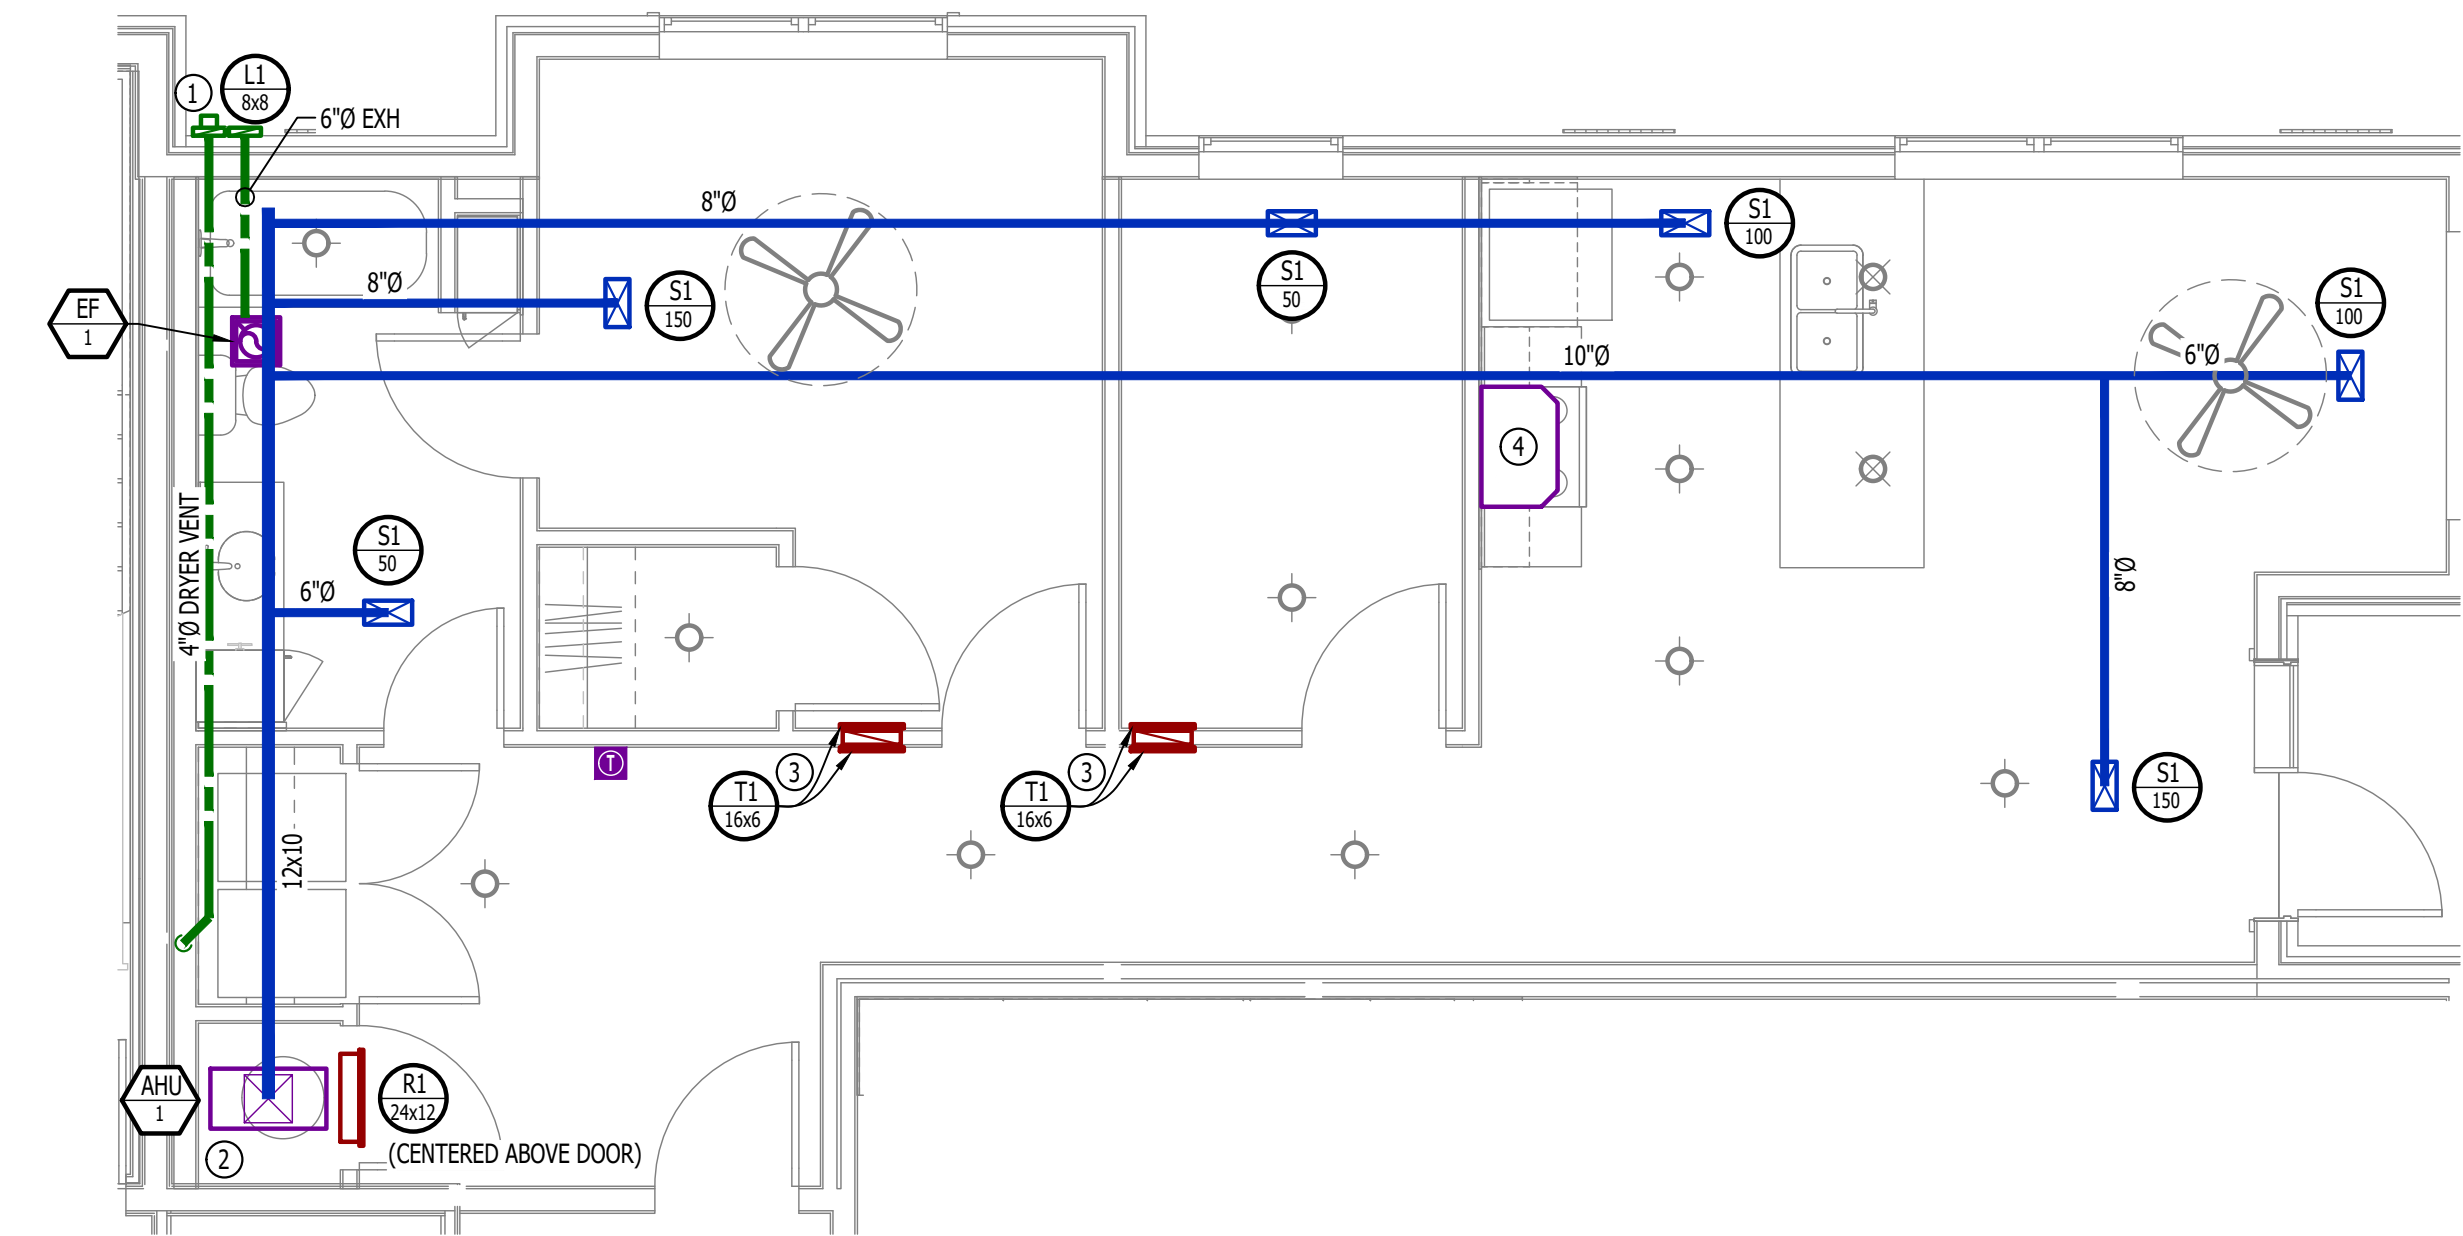 1
L1
8x8
6"Ø EXH
8"Ø
S1
100
8"Ø
S1
150
S1
50
S1
100
EF
1
10"Ø
6"Ø
4
4"Ø DRYER VENT
S1
50
6"Ø
8"Ø
T
3
T1
16x6
3
T1
16x6
S1
150
12x10
AHU
1
R1
24x12
(CENTERED ABOVE DOOR)
2